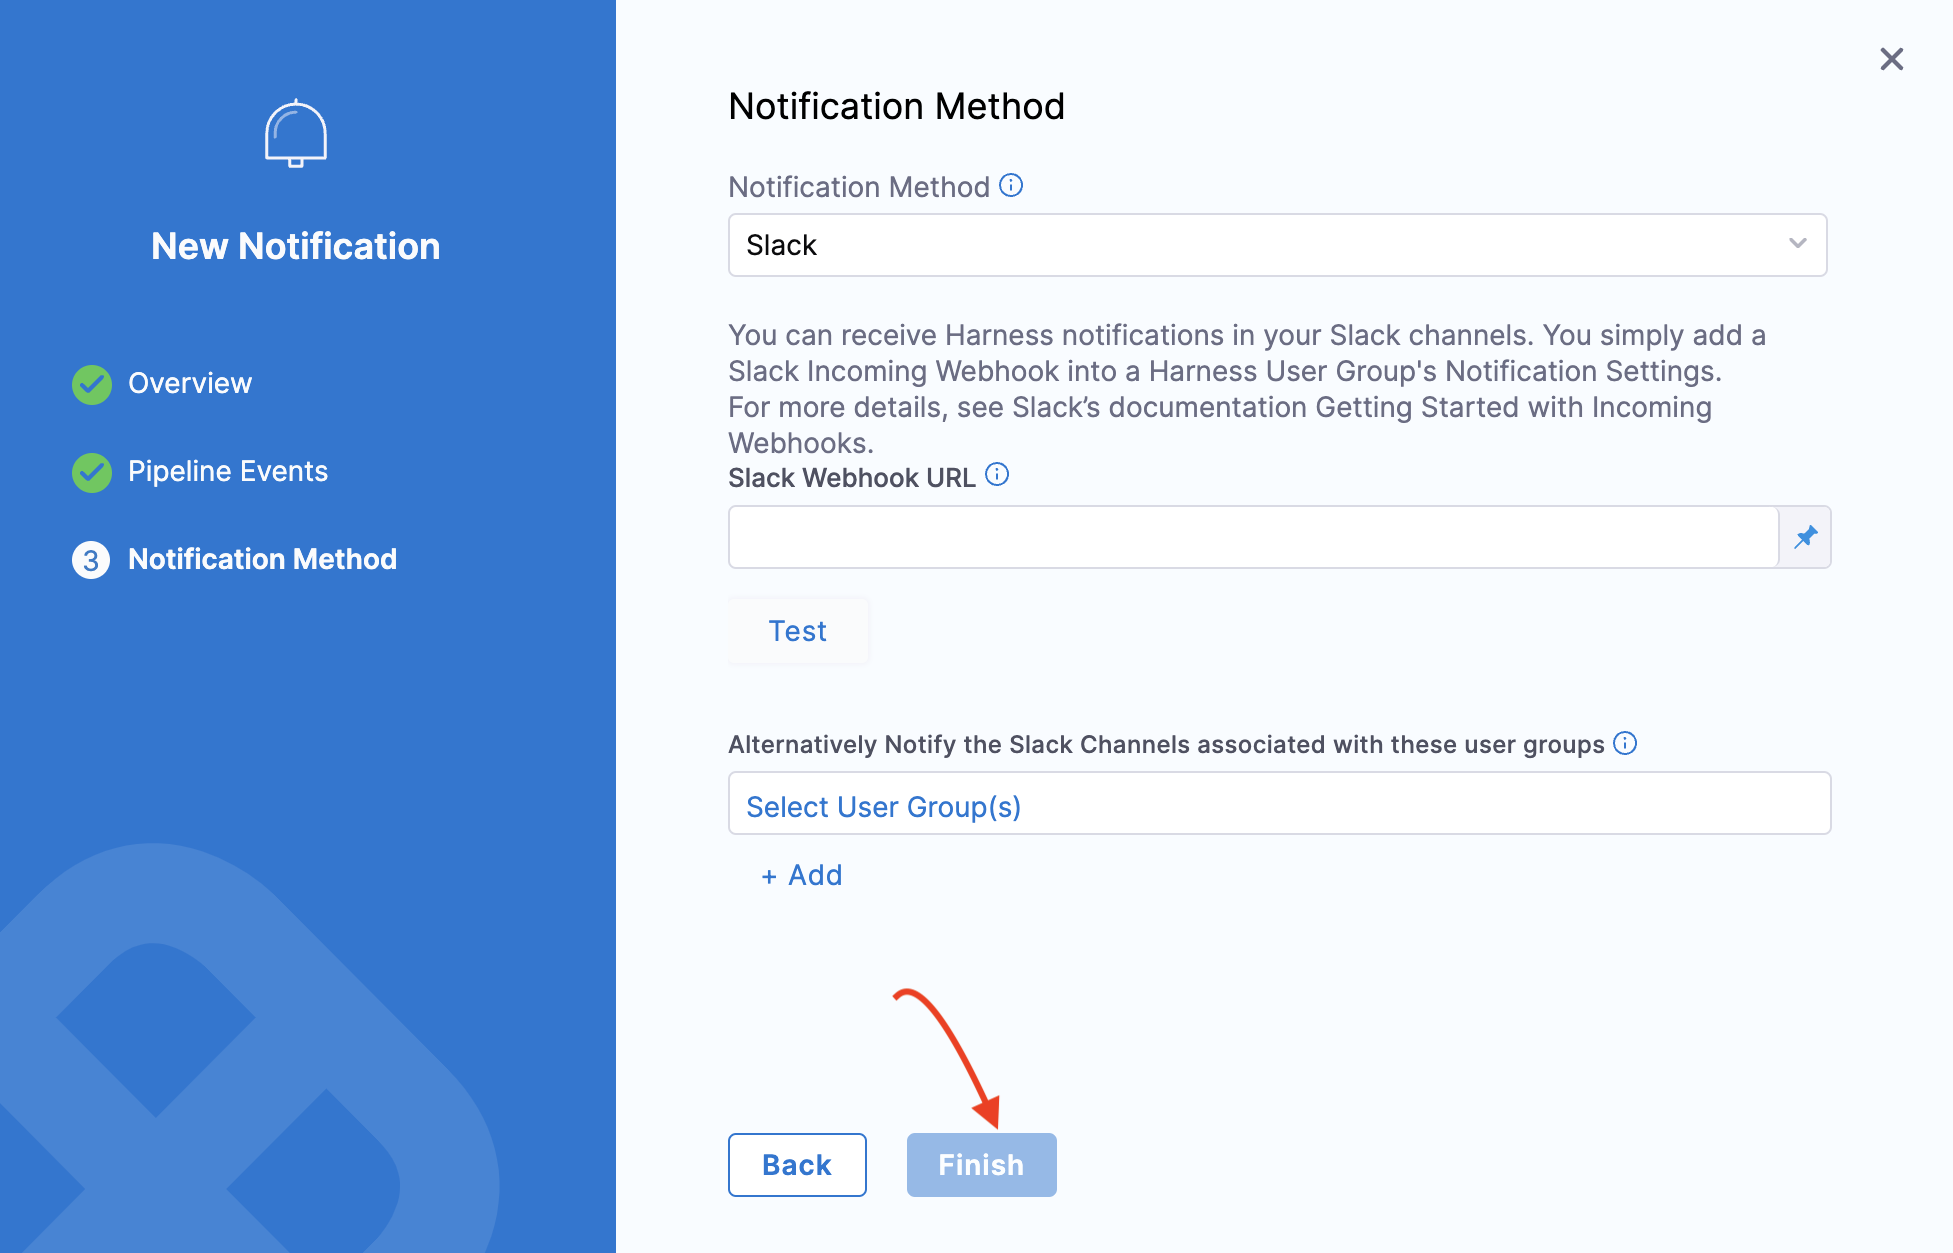 New Notification
Overview
Pipeline Events
3 Notification Method
Notification Method
Notification Method
Slack
You can receive Harness notifications in your Slack channels. You simply add a
Slack Incoming Webhook into a Harness User Group's Notification Settings.
For more details, see Slack’s documentation Getting Started with Incoming
Webhooks.
Slack Webhook URL
Test
Alternatively Notify the Slack Channels associated with these user groups
Select User Group(s)
+ Add
Back
Finish